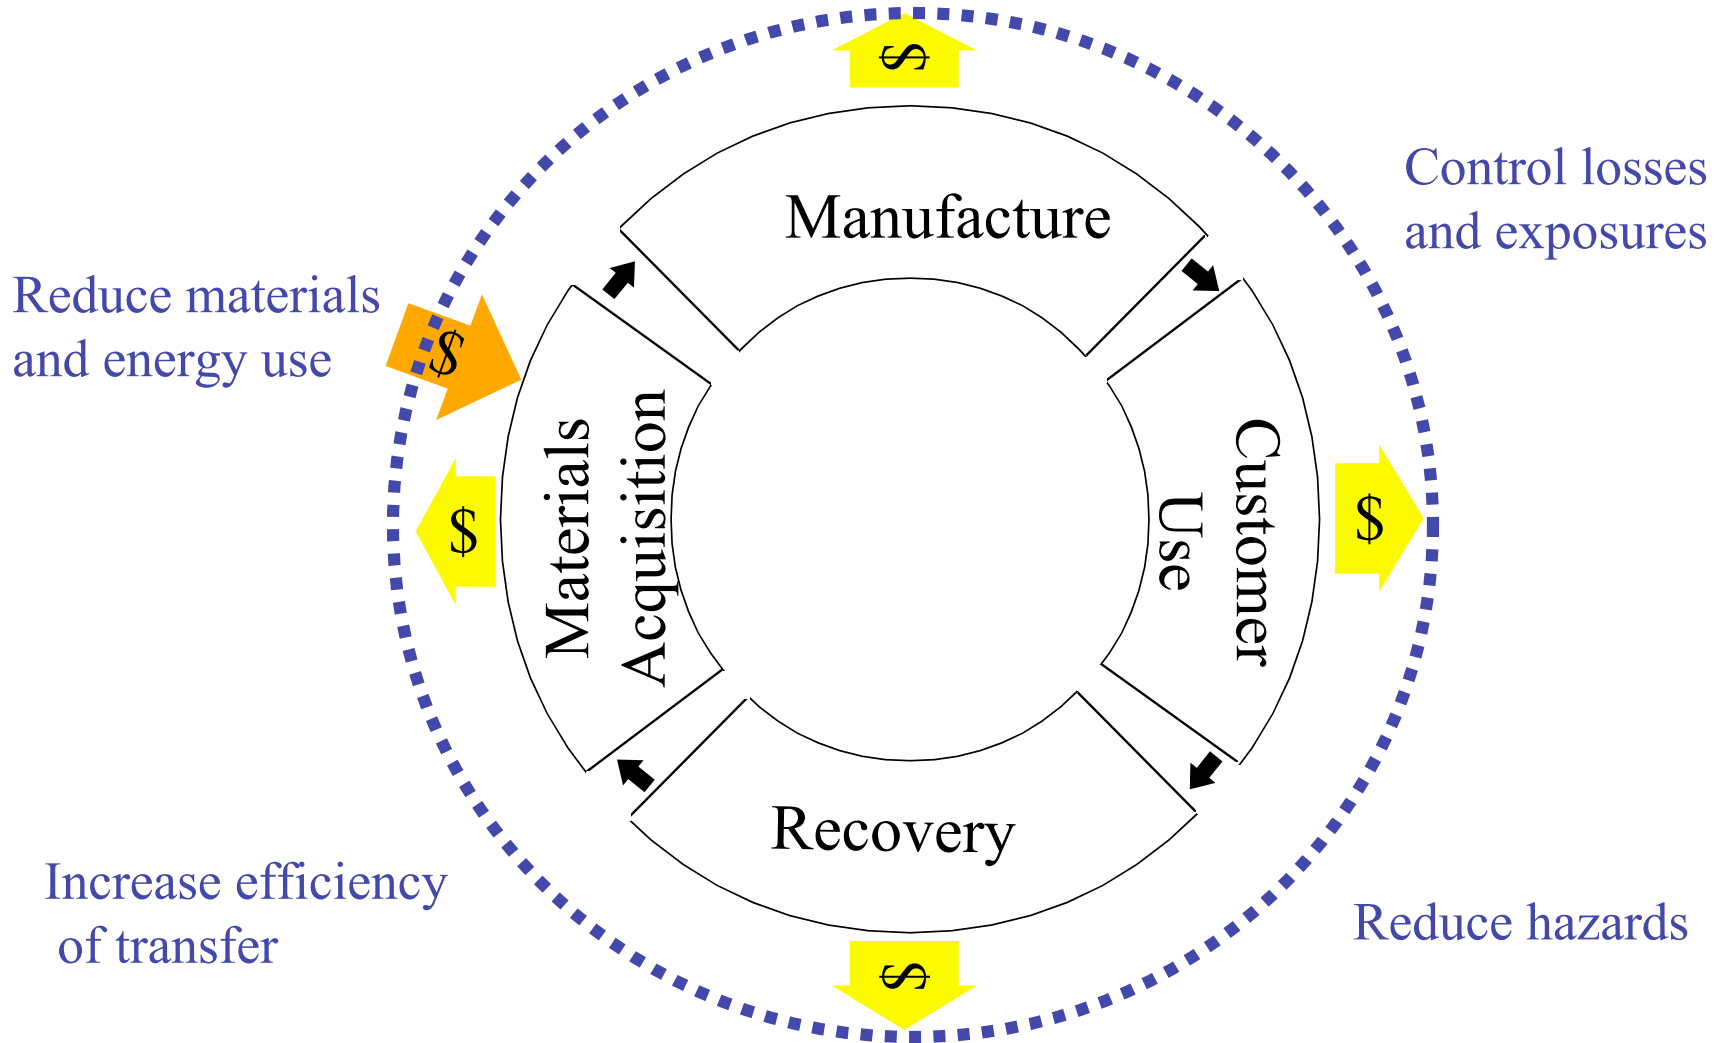 $
Manufacture
Control losses
and exposures
Reduce materials
and energy use
$
Materials
Acquisition
$
Customer
Use
$
Recovery
Increase efficiency
of transfer
Reduce hazards
$